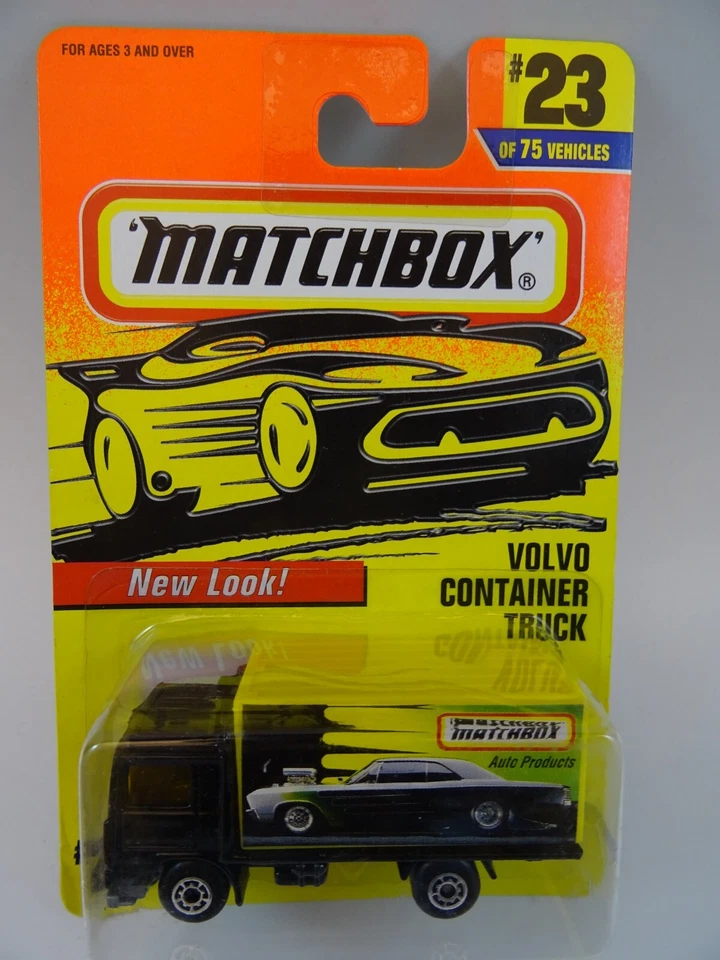 FOR AGES 3 AND OVER
#23
OF 75 VEHICLES
'MATCHBOX'®
New Look!
VOLVO
CONTAINER
TRUCK
MATCHBOX
Auto Products